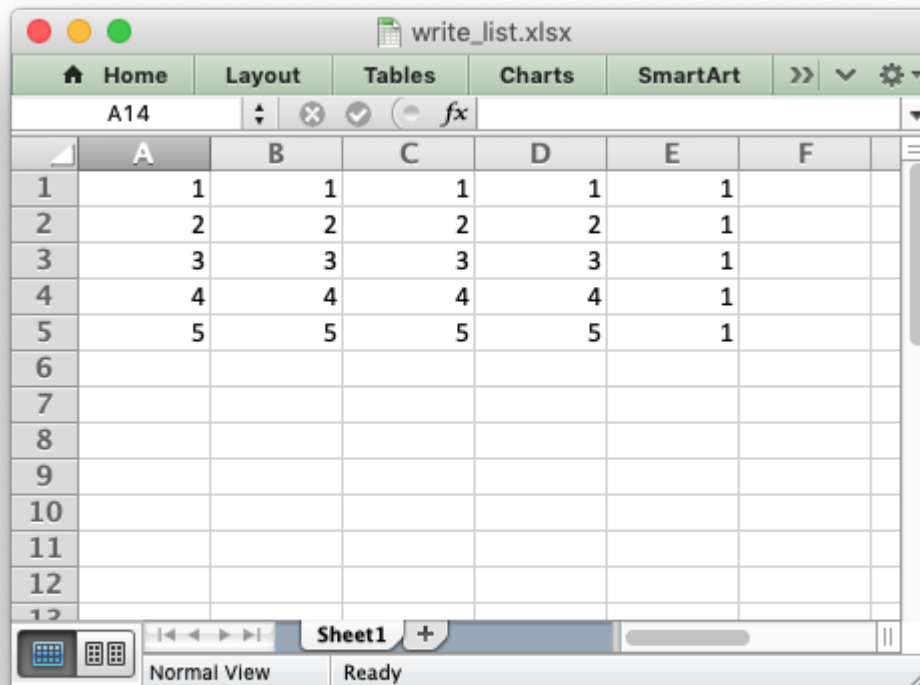 write_list.xlsx
Home Layout Tables Charts SmartArt
A14 fx
A B C D E F
1 1 1 1 1 1
2 2 2 2 2 1
3 3 3 3 3 1
4 4 4 4 4 1
5 5 5 5 5 1
6
7
8
9
10
11
12
13
Sheet1
Normal View Ready